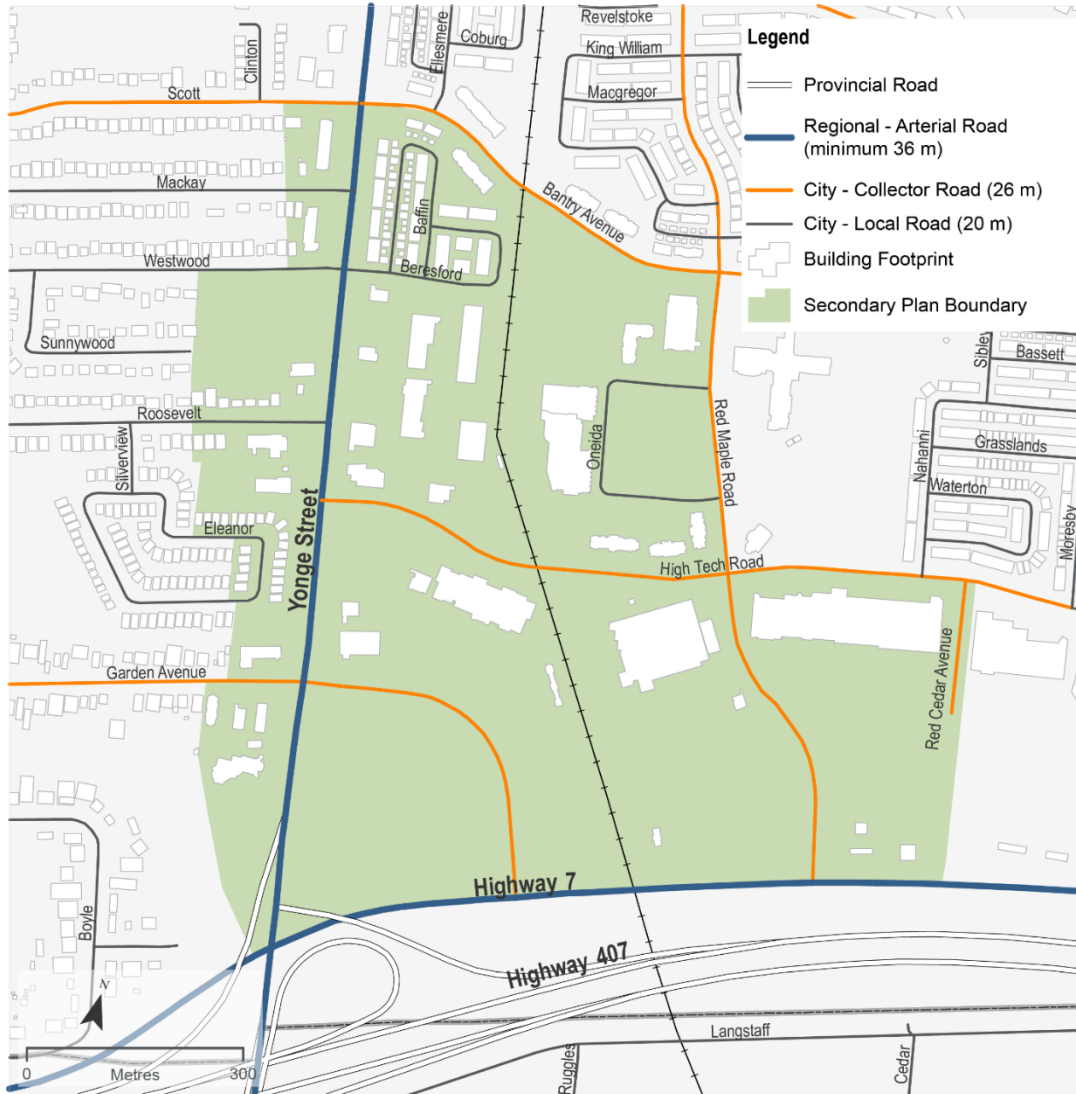 Revelstoke
Coburg
Ellesmere
King William
Clinton
Scott
Macgregor
Legend
Provincial Road
Regional - Arterial Road
(minimum 36 m)
City - Collector Road (26 m)
City - Local Road (20 m)
Building Footprint
Secondary Plan Boundary
Mackay
Baffin
Bantry Avenue
Westwood
Beresford
Sunnywood
Sibley
Bassett
Roosevelt
Oneida
Red Maple Road
Nahanni
Grasslands
Silverview
Waterton
Moresby
Yonge Street
Eleanor
High Tech Road
Garden Avenue
Red Cedar Avenue
Highway 7
Boyle
Highway 407
N
Langstaff
0
Metres
300
Ruggles
Cedar